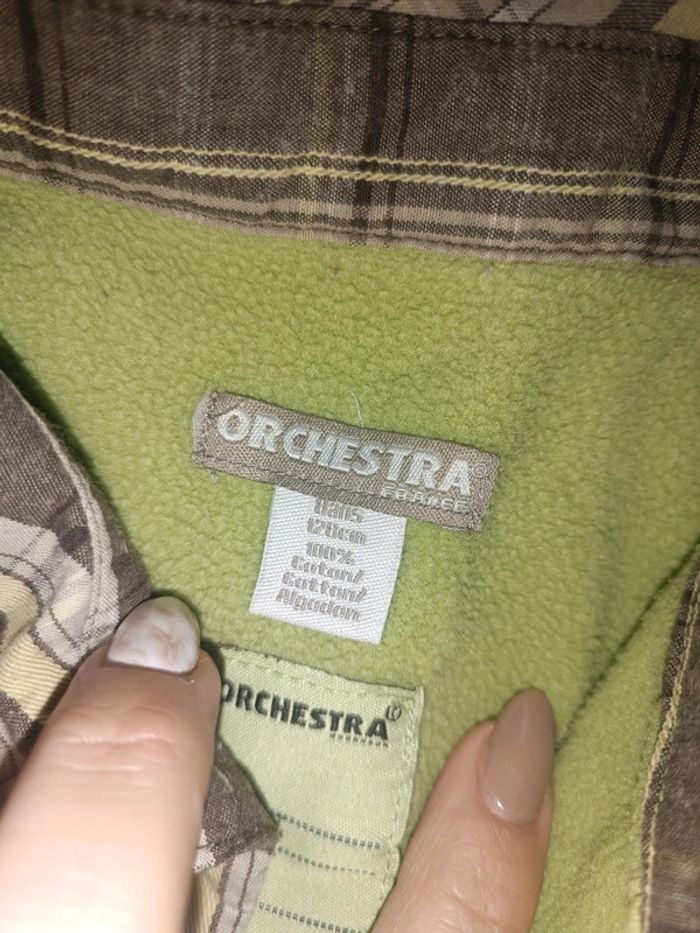 ORCHESTRA®
FRANCE
8ans
128cm
100%
Coton/
Cotton/
Algodon
ORCHESTRA®